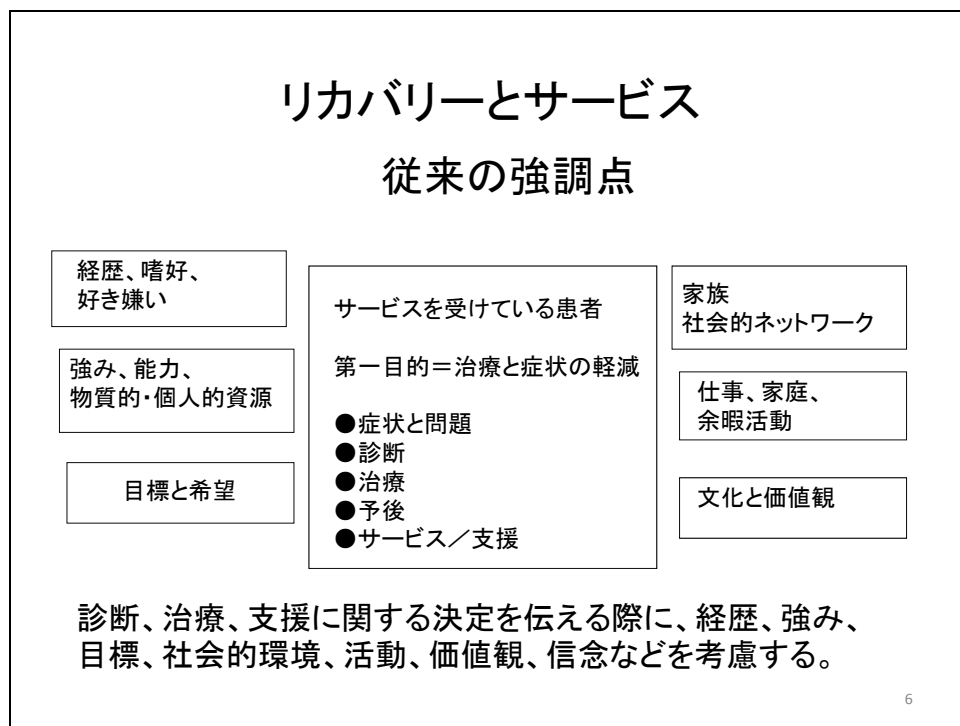 リカバリーとサービス
従来の強調点
経歴、嗜好、
好き嫌い
強み、能力、
物質的・個人的資源
目標と希望
サービスを受けている患者
第一目的＝治療と症状の軽減
●症状と問題
●診断
●治療
●予後
●サービス／支援
家族
社会的ネットワーク
仕事、家庭、
余暇活動
文化と価値観
診断、治療、支援に関する決定を伝える際に、経歴、強み、
目標、社会的環境、活動、価値観、信念などを考慮する。
6